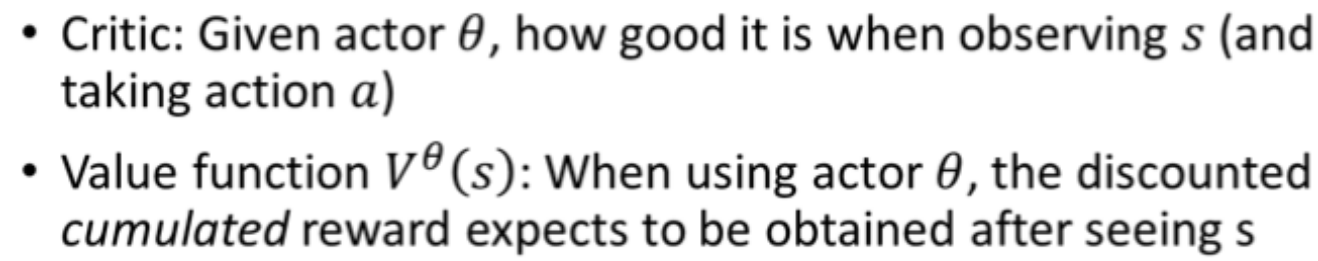 • Critic: Given actor θ, how good it is when observing s (and
taking action a)
• Value function V^θ(s): When using actor θ, the discounted
cumulated reward expects to be obtained after seeing s